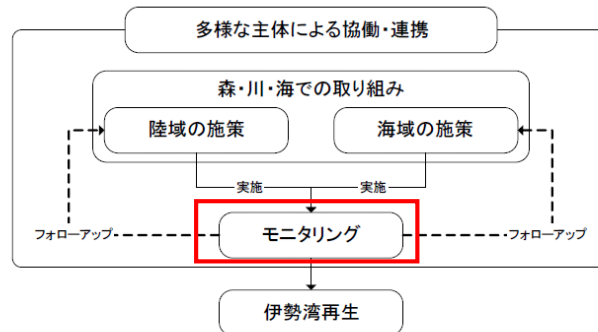 多様な主体による協働・連携
森・川・海での取り組み
陸域の施策
海域の施策
実施
実施
フォローアップ
モニタリング
フォローアップ
伊勢湾再生